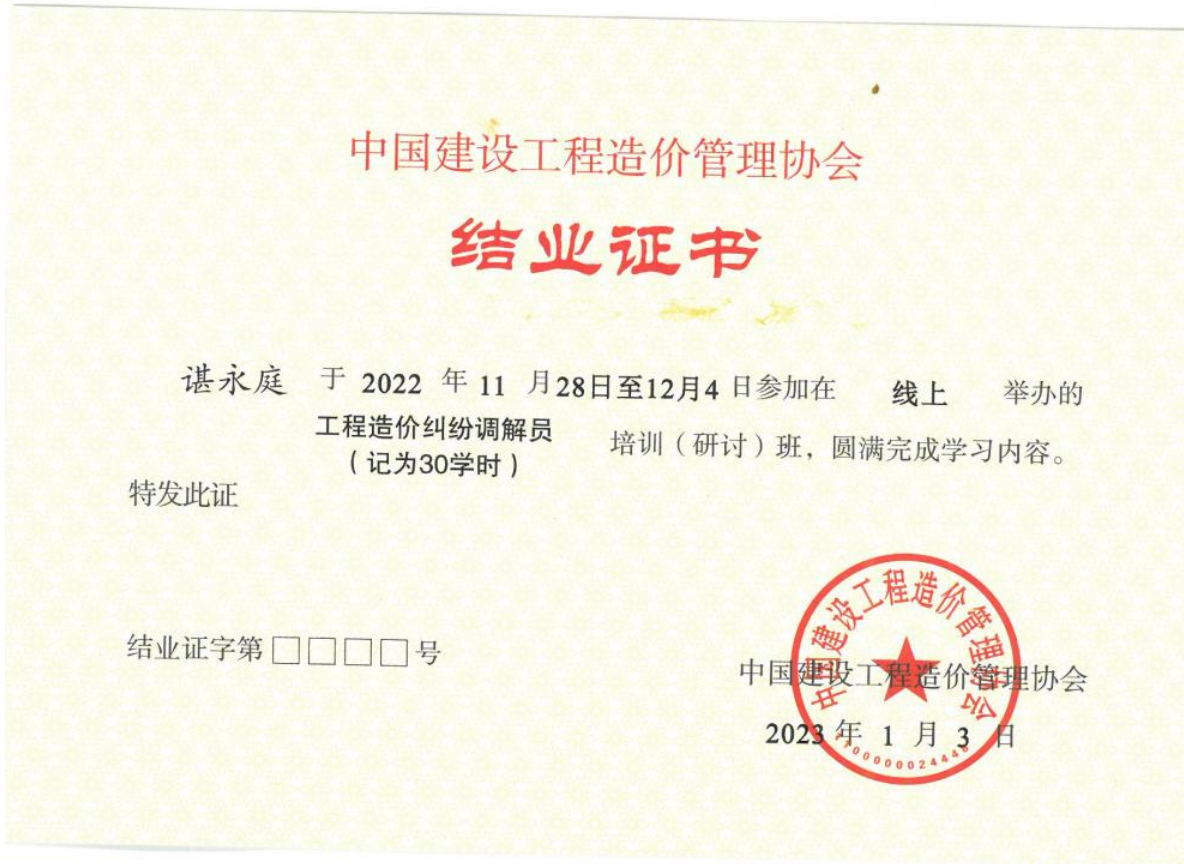 中国建设工程造价管理协会
结业证书
谌永庭 于 2022 年 11 月28日至12月4 日参加在 线上 举办的
工程造价纠纷调解员 培训（研讨）班，圆满完成学习内容。
（记为30学时）
特发此证
结业证字第□□□□号
中国建设工程造价管理协会
中国建设工程造价管理协会
2023 年 1 月 3 日